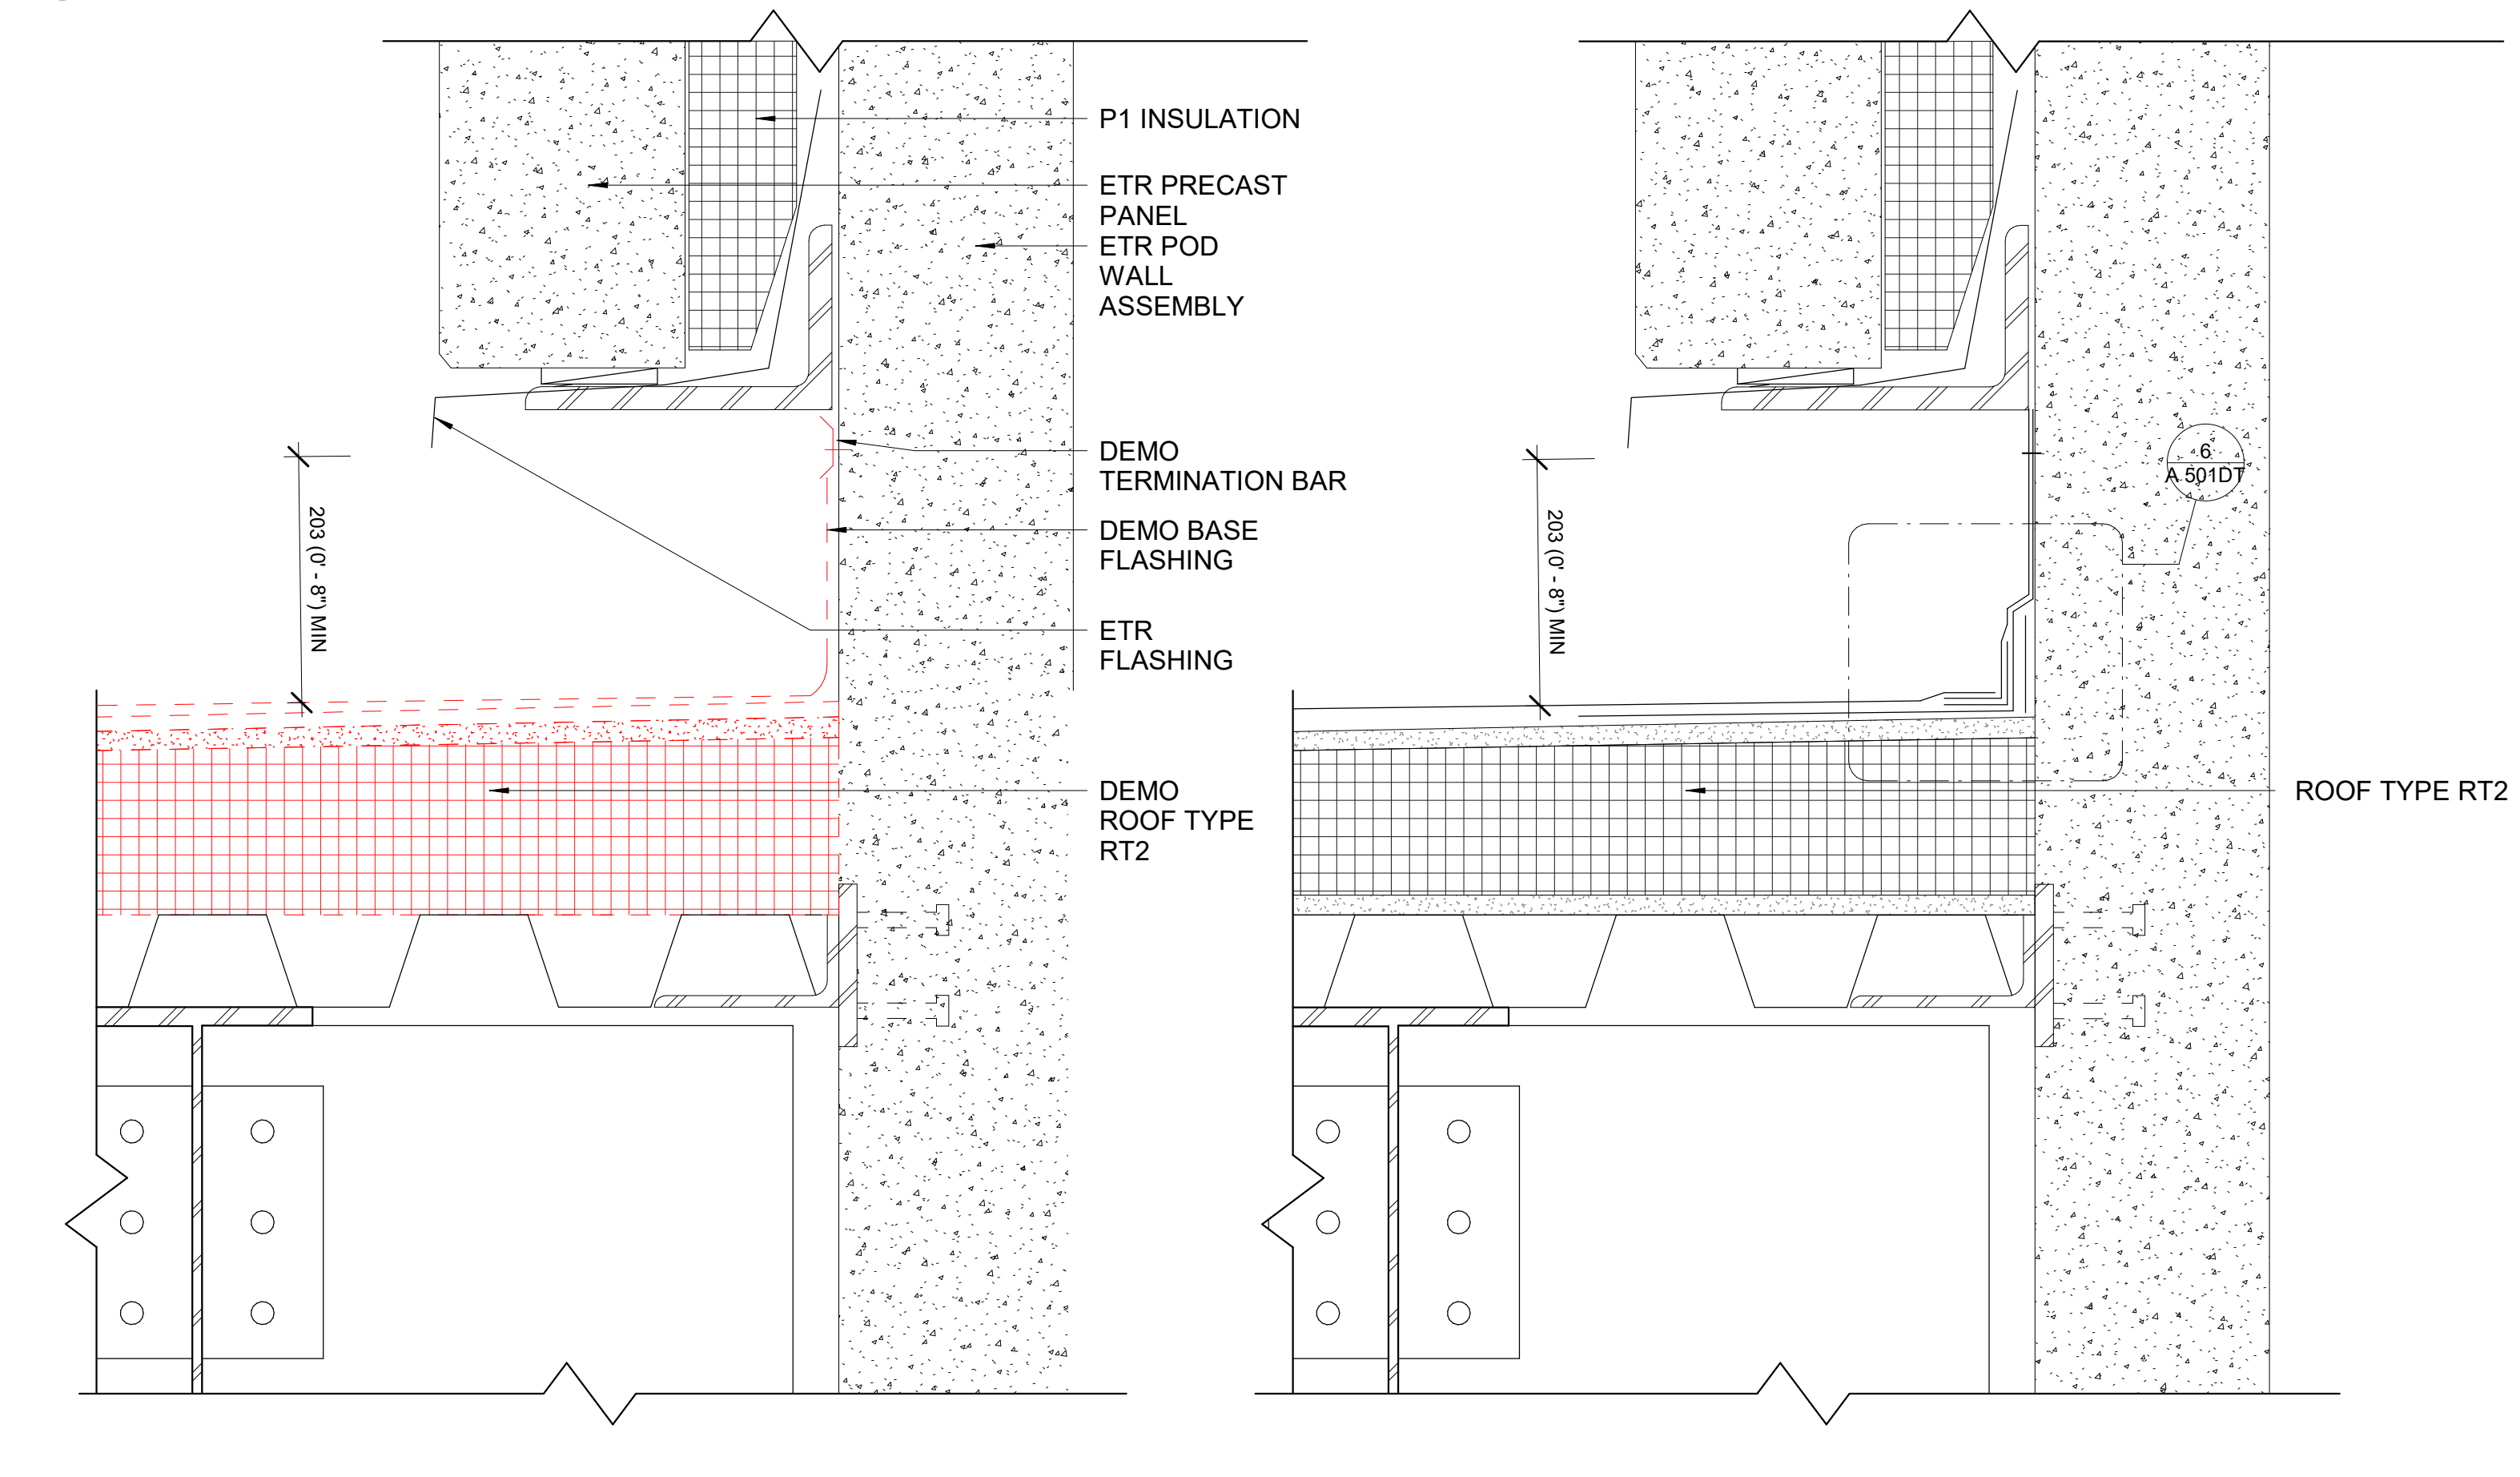 P1 INSULATION
ETR PRECAST
PANEL
ETR POD
WALL
ASSEMBLY
DEMO
TERMINATION BAR
DEMO BASE
FLASHING
ETR
FLASHING
DEMO
ROOF TYPE
RT2
203 (0' - 8") MIN
203 (0' - 8") MIN
6
A 501DT
ROOF TYPE RT2